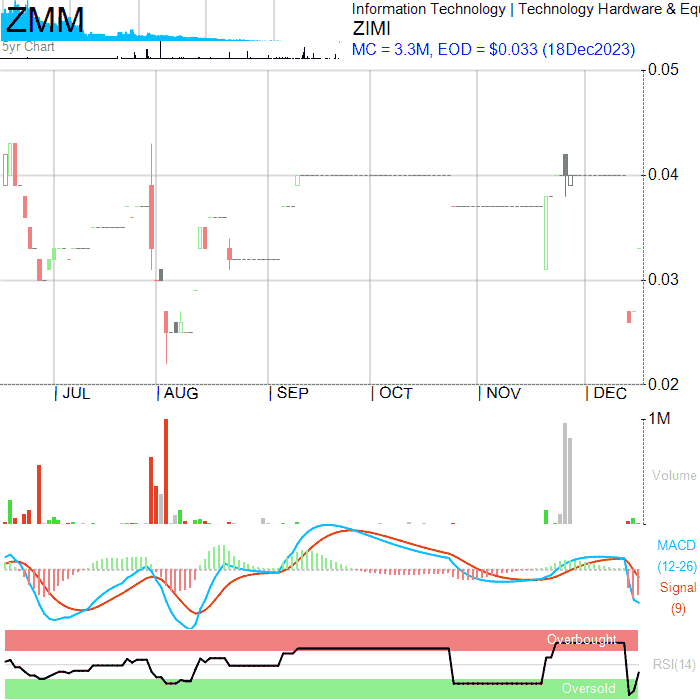 ZMM
5yr Chart
Information Technology | Technology Hardware & Equ
ZIMI
MC = 3.3M, EOD = $0.033 (18Dec2023)
0.05
0.04
0.03
0.02
| JUL | AUG | SEP | OCT | NOV | DEC
1M
Volume
MACD
(12-26)
Signal
(9)
Overbought
RSI(14)
Oversold